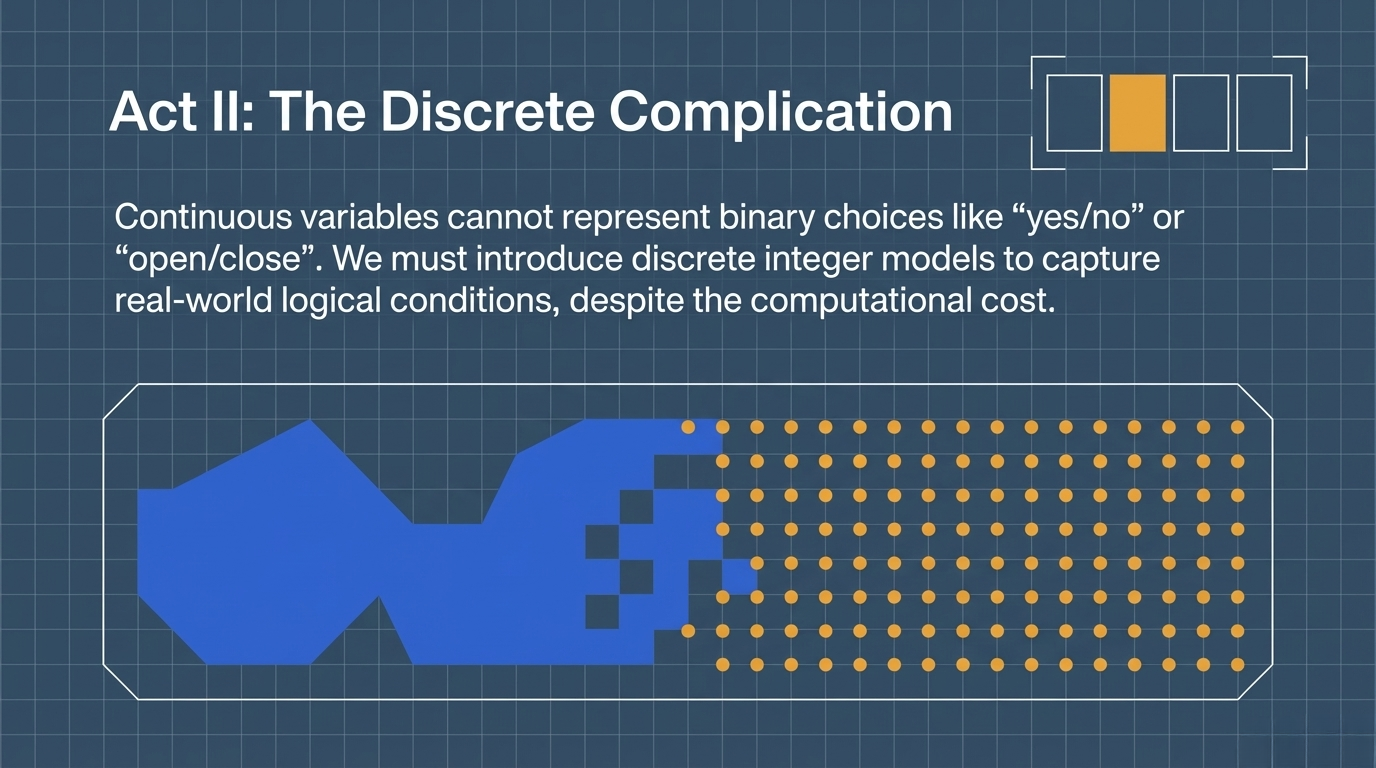 Act II: The Discrete Complication
Continuous variables cannot represent binary choices like “yes/no” or
“open/close”. We must introduce discrete integer models to capture
real-world logical conditions, despite the computational cost.